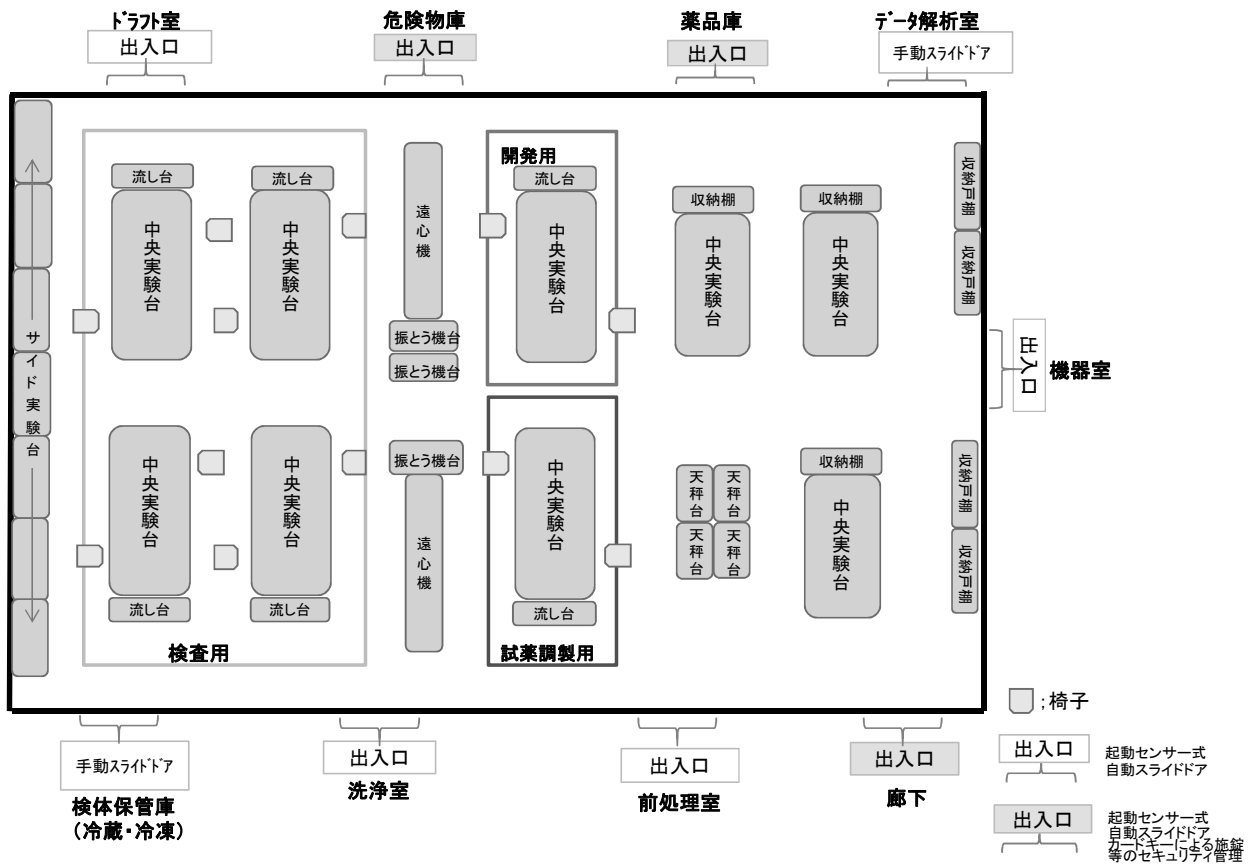 ドラフト室
出入口
危険物庫
出入口
薬品庫
出入口
データ解析室
手動スライドドア
サイド実験台
流し台
中央実験台
流し台
中央実験台
遠心機
振とう機台
振とう機台
開発用
流し台
中央実験台
収納棚
中央実験台
収納棚
中央実験台
収納戸棚
収納戸棚
出入口
機器室
中央実験台
流し台
中央実験台
流し台
検査用
振とう機台
遠心機
中央実験台
流し台
試薬調製用
天秤台
天秤台
天秤台
天秤台
収納棚
中央実験台
収納戸棚
収納戸棚
手動スライドドア
検体保管庫
(冷蔵・冷凍)
出入口
洗浄室
出入口
前処理室
出入口
廊下
;椅子
出入口
起動センサー式
自動スライドドア
出入口
起動センサー式
自動スライドドア
カードキーによる施錠
等のセキュリティ管理